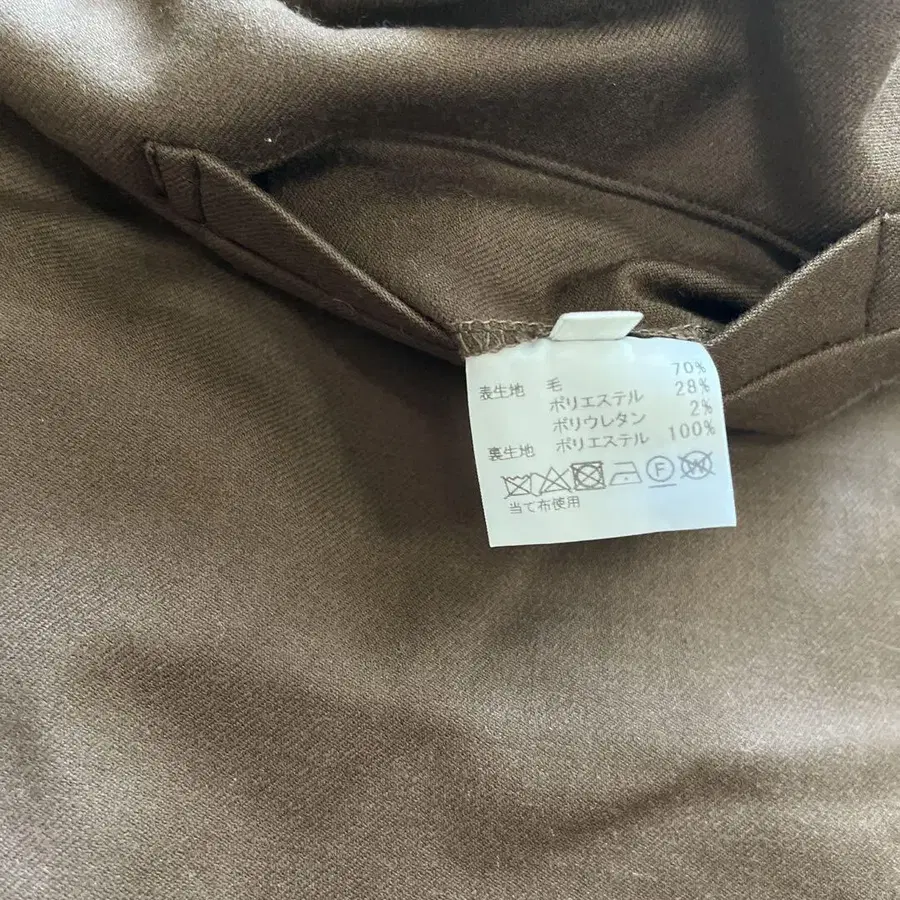 表生地 毛 70%
ポリエステル 28%
ポリウレタン 2%
裏生地 ポリエステル 100%
F W
当て布使用